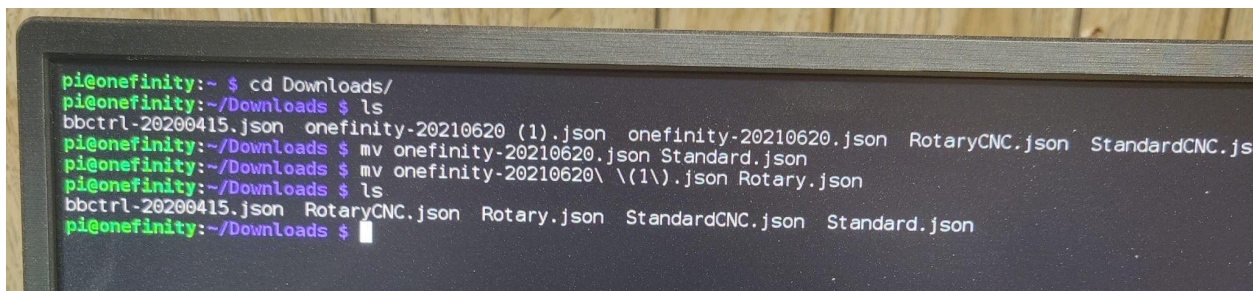 pi@onefinity:~ $ cd Downloads/
pi@onefinity:~/Downloads $ ls
bbctrl-20200415.json  onefinity-20210620 (1).json  onefinity-20210620.json  RotaryCNC.json  StandardCNC.js
pi@onefinity:~/Downloads $ mv onefinity-20210620.json Standard.json
pi@onefinity:~/Downloads $ mv onefinity-20210620\ \(1\).json Rotary.json
pi@onefinity:~/Downloads $ ls
bbctrl-20200415.json  RotaryCNC.json  Rotary.json  StandardCNC.json  Standard.json
pi@onefinity:~/Downloads $